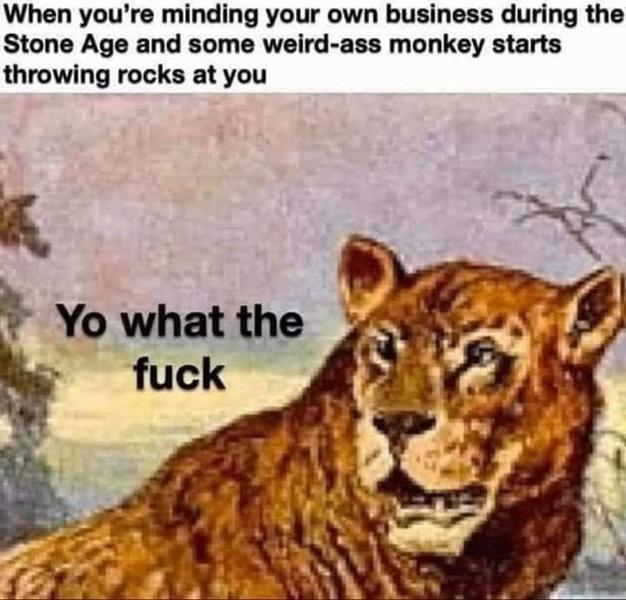 When you're minding your own business during the
Stone Age and some weird-ass monkey starts
throwing rocks at you
Yo what the
fuck